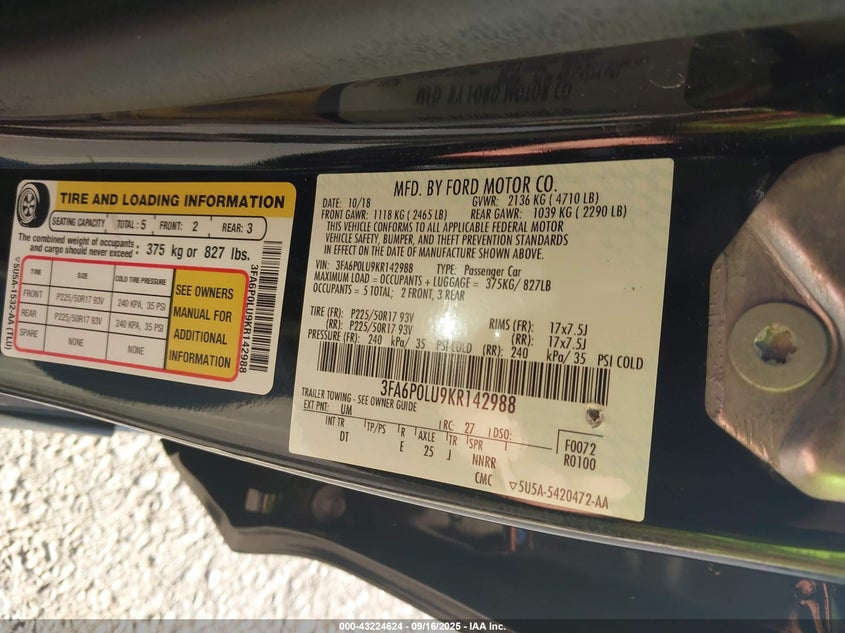 TIRE AND LOADING INFORMATION
SEATING CAPACITY TOTAL: 5 FRONT: 2 REAR: 3
The combined weight of occupants
and cargo should never exceed : 375 kg or 827 lbs.
TIRE SIZE COLD TIRE PRESSURE
FRONT P225/50R17 93V 240 KPA, 35 PSI
REAR P225/50R17 93V 240 KPA, 35 PSI
SPARE NONE NONE
SEE OWNERS
MANUAL FOR
ADDITIONAL
INFORMATION
3FA6P0LU9KR142988
5U5A-1532-AA (TLU)
MFD. BY FORD MOTOR CO.
DATE: 10/18 GVWR: 2136 KG ( 4710 LB)
FRONT GAWR: 1118 KG ( 2465 LB) REAR GAWR: 1039 KG ( 2290 LB)
THIS VEHICLE CONFORMS TO ALL APPLICABLE FEDERAL MOTOR
VEHICLE SAFETY, BUMPER, AND THEFT PREVENTION STANDARDS
IN EFFECT ON THE DATE OF MANUFACTURE SHOWN ABOVE.
VIN: 3FA6P0LU9KR142988 TYPE: Passenger Car
MAXIMUM LOAD = OCCUPANTS + LUGGAGE = 375KG/ 827LB
OCCUPANTS = 5 TOTAL; 2 FRONT, 3 REAR
TIRE (FR): P225/50R17 93V RIMS (FR): 17x7.5J
(RR): P225/50R17 93V (RR): 17x7.5J
PRESSURE (FR): 240 kPa/ 35 PSI COLD (RR): 240 kPa/ 35 PSI COLD
3FA6P0LU9KR142988
TRAILER TOWING - SEE OWNER GUIDE
EXT PNT: UM RC: 27 DSO:
INT TR TP/PS R AXLE TR SPR
DT E 25 J NNRR
F0072
R0100
CMC 5U5A-5420472-AA
000-43224624 - 09/16/2025 - IAA Inc.